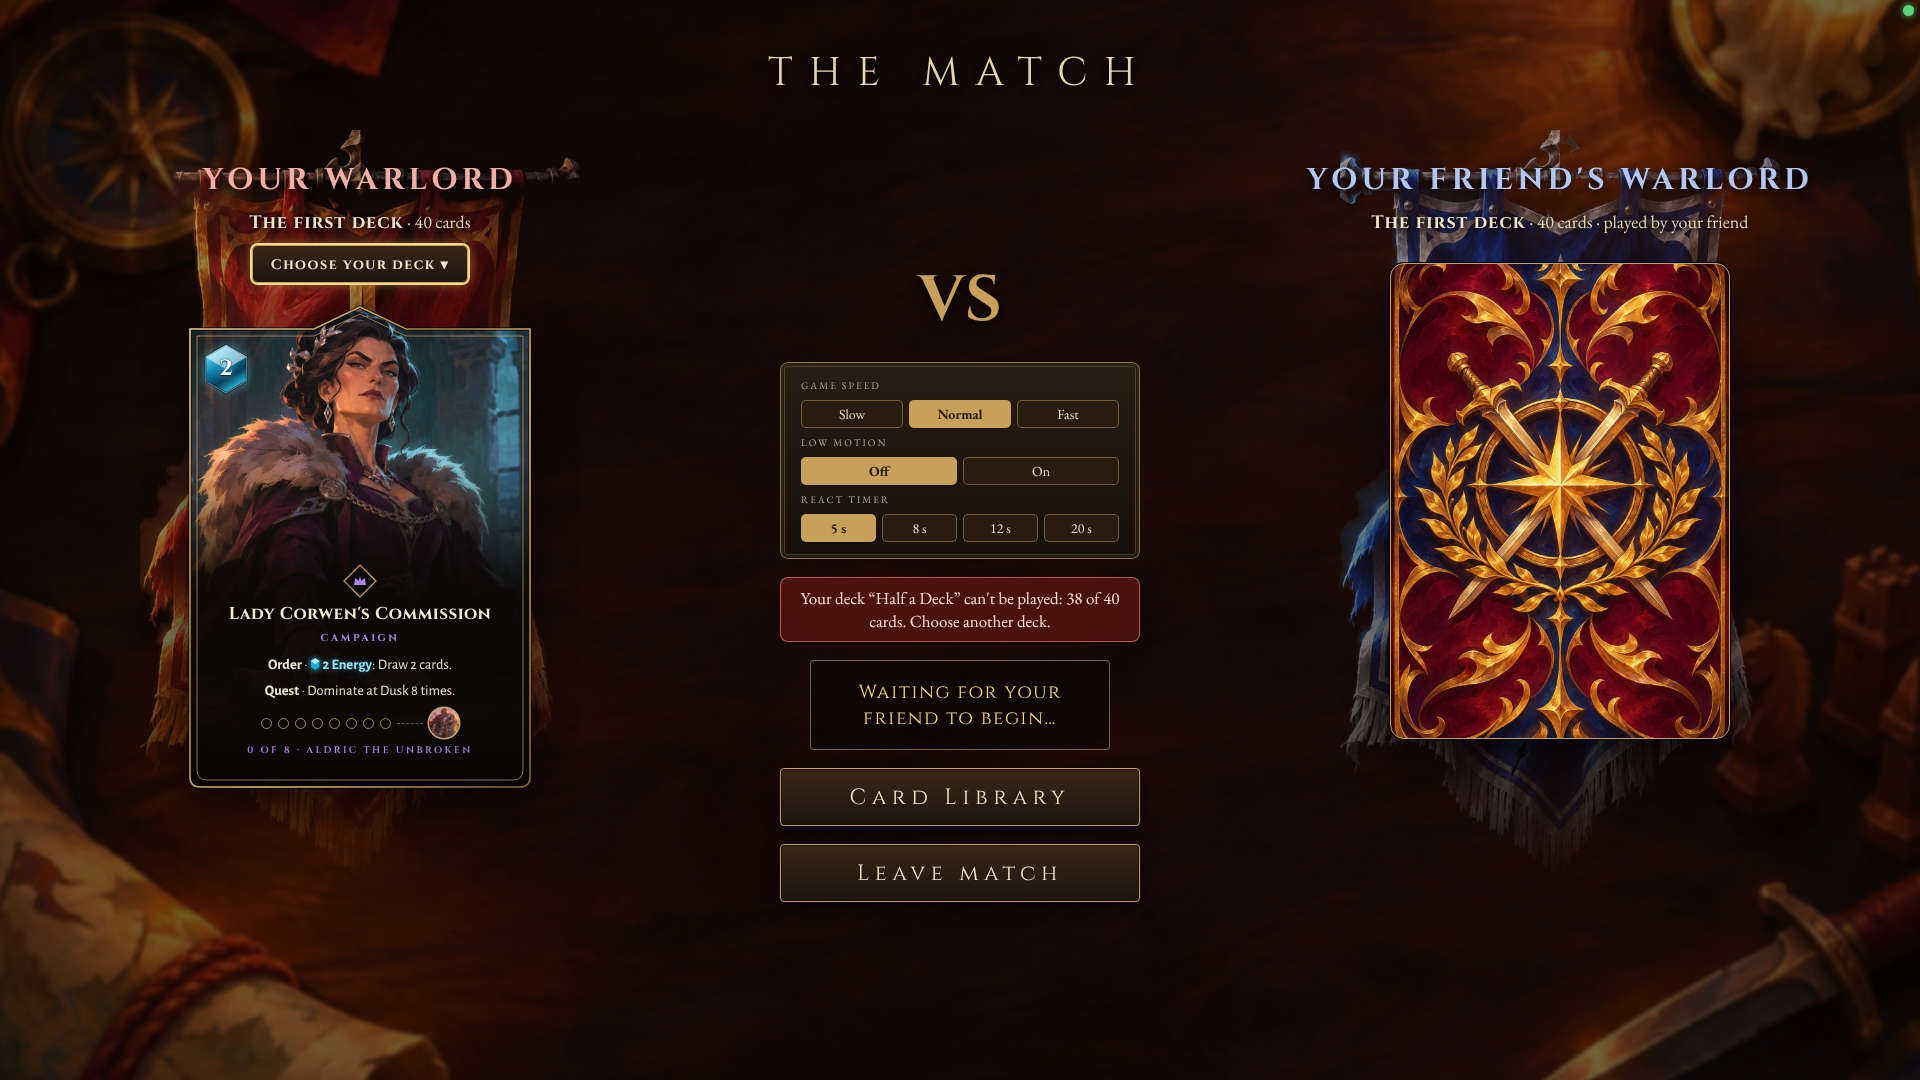 THE MATCH
YOUR WARLORD
THE FIRST DECK · 40 cards
CHOOSE YOUR DECK ▾
2
LADY CORWEN'S COMMISSION
CAMPAIGN
Order · 2 Energy: Draw 2 cards.
Quest · Dominate at Dusk 8 times.
0 OF 8 · ALDRIC THE UNBROKEN
VS
GAME SPEED
Slow Normal Fast
LOW MOTION
Off On
REACT TIMER
5 s 8 s 12 s 20 s
Your deck “Half a Deck” can't be played: 38 of 40
cards. Choose another deck.
WAITING FOR YOUR
FRIEND TO BEGIN...
CARD LIBRARY
LEAVE MATCH
YOUR FRIEND'S WARLORD
THE FIRST DECK · 40 cards · played by your friend